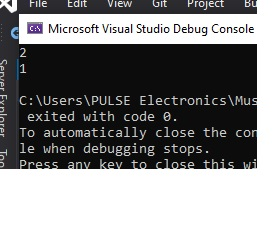 File Edit View Git Project Bu
Microsoft Visual Studio Debug Console
2
1
C:\Users\PULSE Electronics\Mus
exited with code 0.
To automatically close the con
le when debugging stops.
Press any key to close this wi
Server Explorer